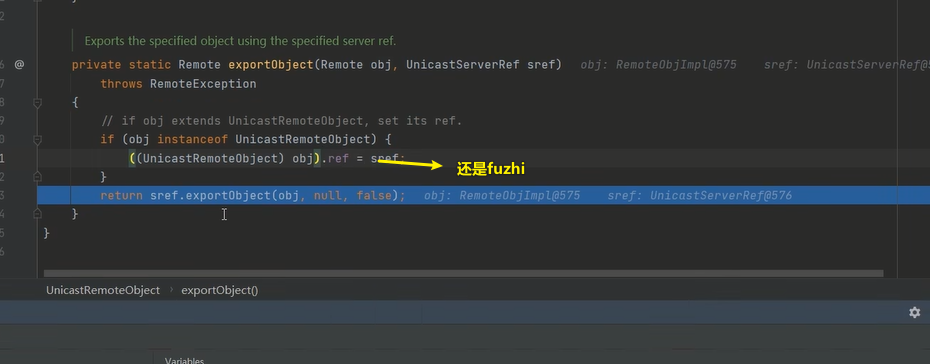 2
Exports the specified object using the specified server ref.
6 @ private static Remote exportObject(Remote obj, UnicastServerRef sref) obj: RemoteObjImpl@575 sref: UnicastServerRef@5
7 throws RemoteException
8 {
9 // if obj extends UnicastRemoteObject, set its ref.
0 if (obj instanceof UnicastRemoteObject) {
1 ((UnicastRemoteObject) obj).ref = sref; 还是fuzhi
2 }
3 return sref.exportObject(obj, null, false); obj: RemoteObjImpl@575 sref: UnicastServerRef@576
4 }
5 }
6
UnicastRemoteObject › exportObject()
Variables